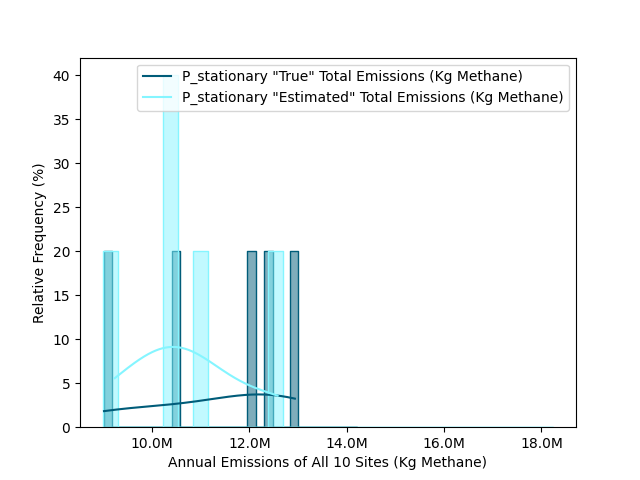 P_stationary "True" Total Emissions (Kg Methane)
P_stationary "Estimated" Total Emissions (Kg Methane)
Relative Frequency (%)
40
35
30
25
20
15
10
5
0
10.0M 12.0M 14.0M 16.0M 18.0M
Annual Emissions of All 10 Sites (Kg Methane)